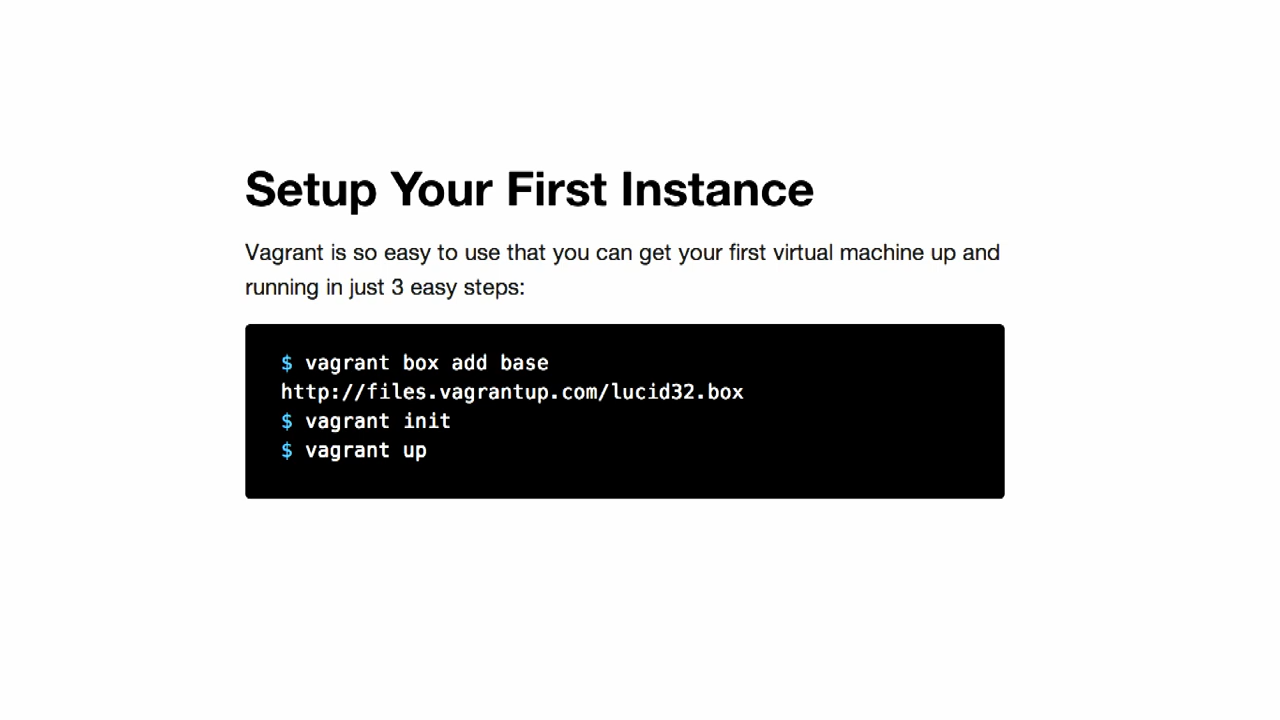 Setup Your First Instance
Vagrant is so easy to use that you can get your first virtual machine up and
running in just 3 easy steps:
$ vagrant box add base
http://files.vagrantup.com/lucid32.box
$ vagrant init
$ vagrant up